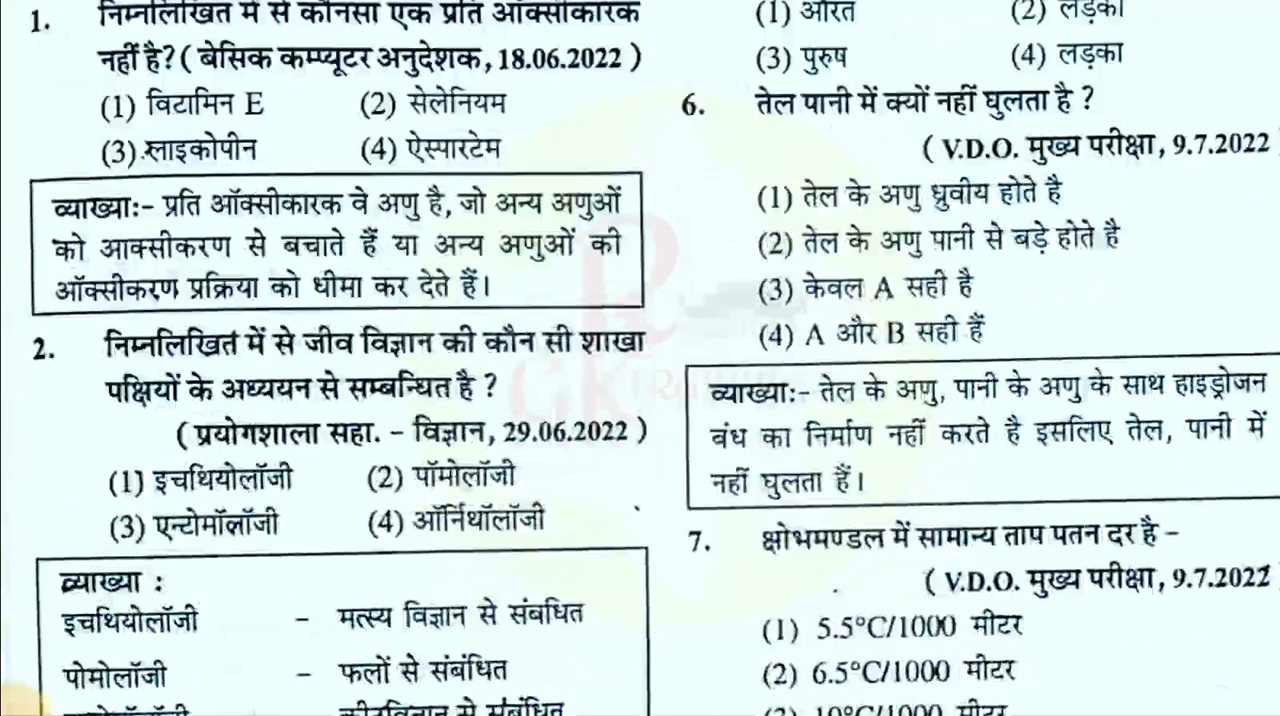 1. निम्नलिखित में से कौनसा एक प्रति ऑक्सीकारक
नहीं है? ( बेसिक कम्प्यूटर अनुदेशक, 18.06.2022 )
(1) विटामिन E (2) सेलेनियम
(3) लाइकोपीन (4) ऐस्पारटेम
व्याख्याः- प्रति ऑक्सीकारक वे अणु है, जो अन्य अणुओं
को आक्सीकरण से बचाते हैं या अन्य अणुओं की
ऑक्सीकरण प्रक्रिया को धीमा कर देते हैं।
2. निम्नलिखित में से जीव विज्ञान की कौन सी शाखा
पक्षियों के अध्ययन से सम्बन्धित है ?
( प्रयोगशाला सहा. - विज्ञान, 29.06.2022 )
(1) इचथियोलॉजी (2) पॉमोलॉजी
(3) एन्टोमॉलॉजी (4) ऑर्निथॉलॉजी
व्याख्या :
इचथियोलॉजी - मत्स्य विज्ञान से संबधित
पोमोलॉजी - फलों से संबंधित
कीटविज्ञान से संबंधित
(1) औरत (2) लड़की
(3) पुरुष (4) लड़का
6. तेल पानी में क्यों नहीं घुलता है ?
( V.D.O. मुख्य परीक्षा, 9.7.2022
(1) तेल के अणु ध्रुवीय होते है
(2) तेल के अणु पानी से बड़े होते है
(3) केवल A सही है
(4) A और B सही हैं
व्याख्याः- तेल के अणु, पानी के अणु के साथ हाइड्रोजन
बंध का निर्माण नहीं करते है इसलिए तेल, पानी में
नहीं घुलता हैं।
7. क्षोभमण्डल में सामान्य ताप पतन दर है -
( V.D.O. मुख्य परीक्षा, 9.7.2022
(1) 5.5°C/1000 मीटर
(2) 6.5°C/1000 मीटर
(3) 10°C/1000 मीटर